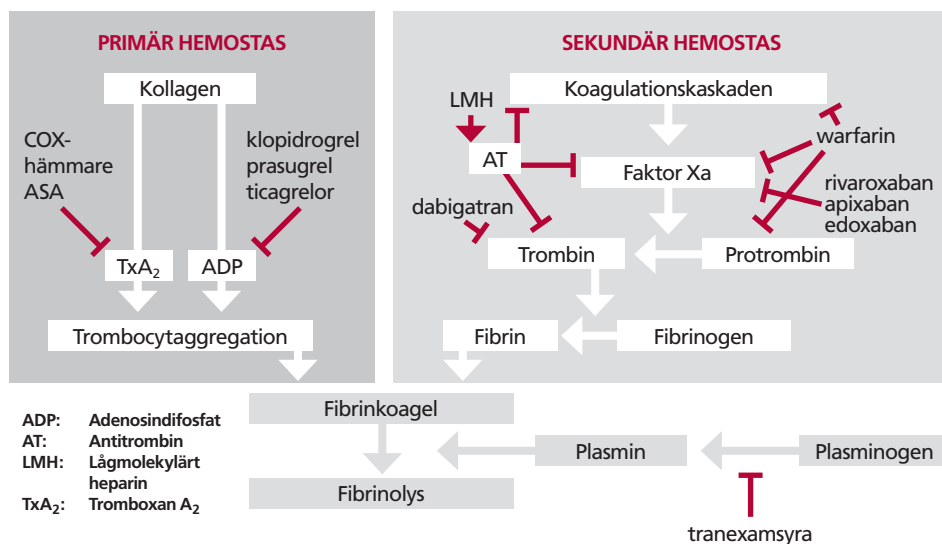 PRIMÄR HEMOSTAS
Kollagen
COX-
hämmare
ASA
klopidrogrel
prasugrel
ticagrelor
TxA₂
ADP
Trombocytaggregation
SEKUNDÄR HEMOSTAS
LMH
Koagulationskaskaden
AT
warfarin
Faktor Xa
rivaroxaban
apixaban
edoxaban
dabigatran
Trombin
Protrombin
Fibrin
Fibrinogen
Fibrinkoagel
Plasmin
Plasminogen
Fibrinolys
tranexamsyra
ADP: Adenosindifosfat
AT: Antitrombin
LMH: Lågmolekylärt
heparin
TxA₂: Tromboxan A₂